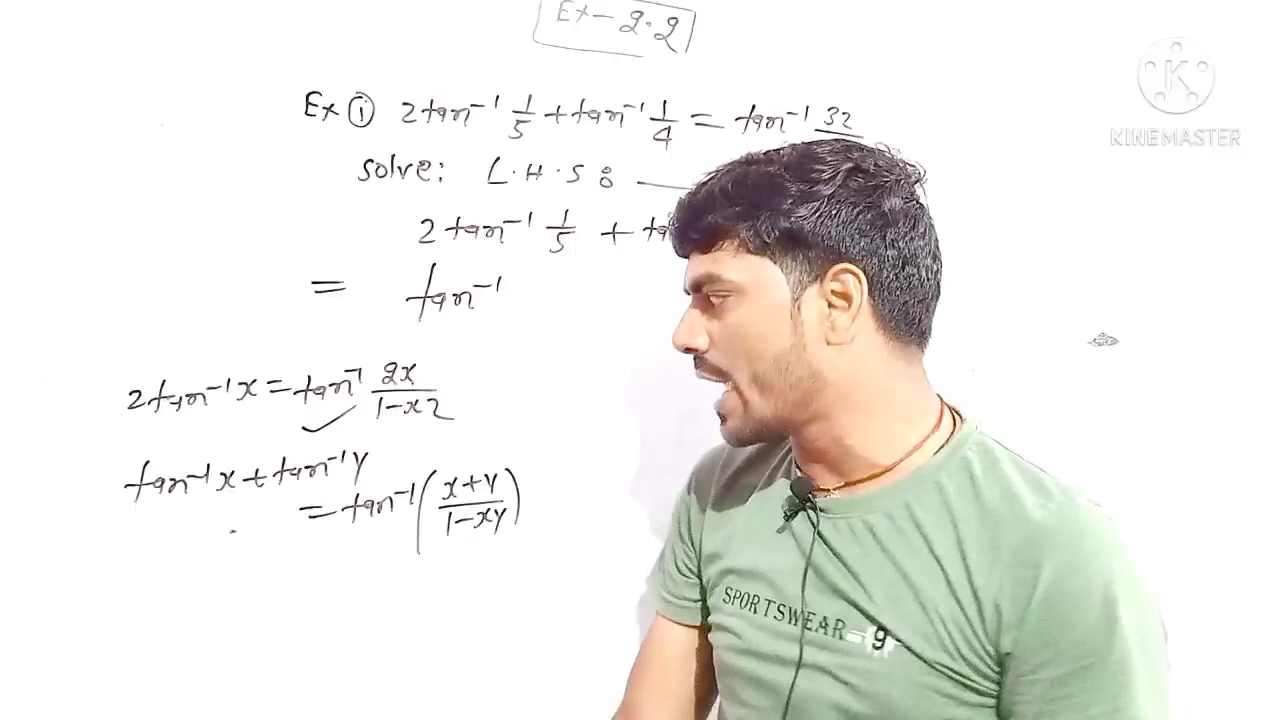 Ex - 2.2
KINEMASTER
Ex ① 2tan⁻¹ 1/5 + tan⁻¹ 1/4 = tan⁻¹ 32
solve: L.H.S :
2tan⁻¹ 1/5 +
= tan⁻¹
2tan⁻¹x = tan⁻¹ 2x/1-x2
tan⁻¹x + tan⁻¹y
= tan⁻¹ (x+y/1-xy)
SPORTSWEAR
9